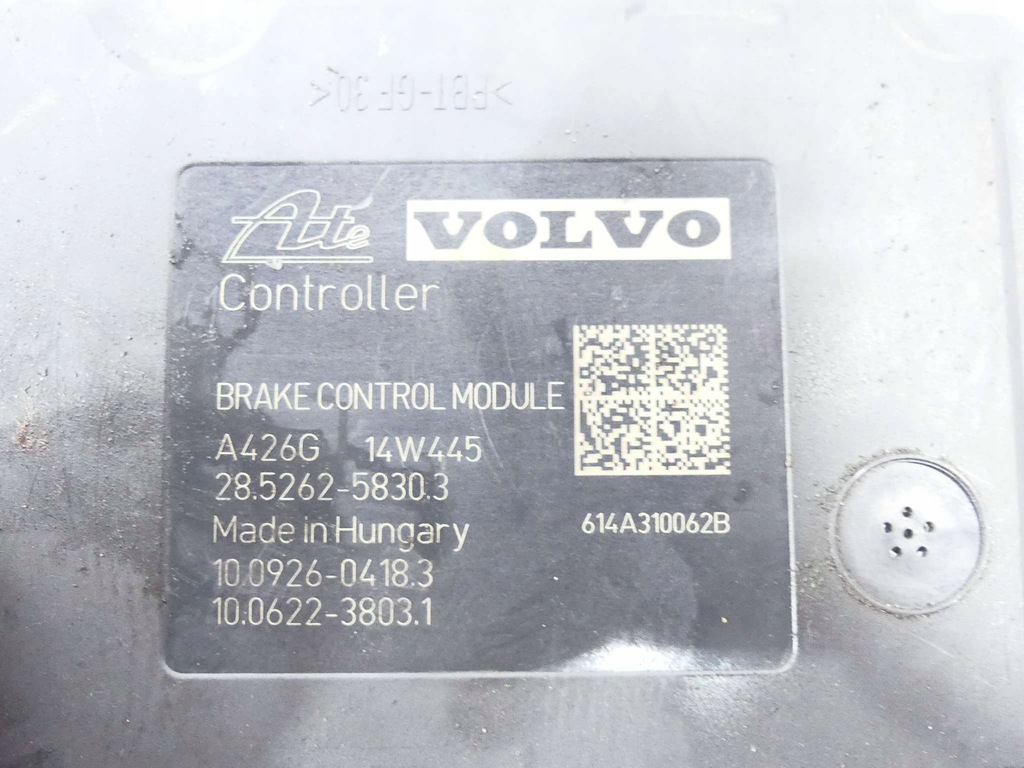 >PBT-GF30<
Ate VOLVO
Controller
BRAKE CONTROL MODULE
A426G 14W445
28.5262-5830.3
Made in Hungary
614A310062B
10.0926-0418.3
10.0622-3803.1